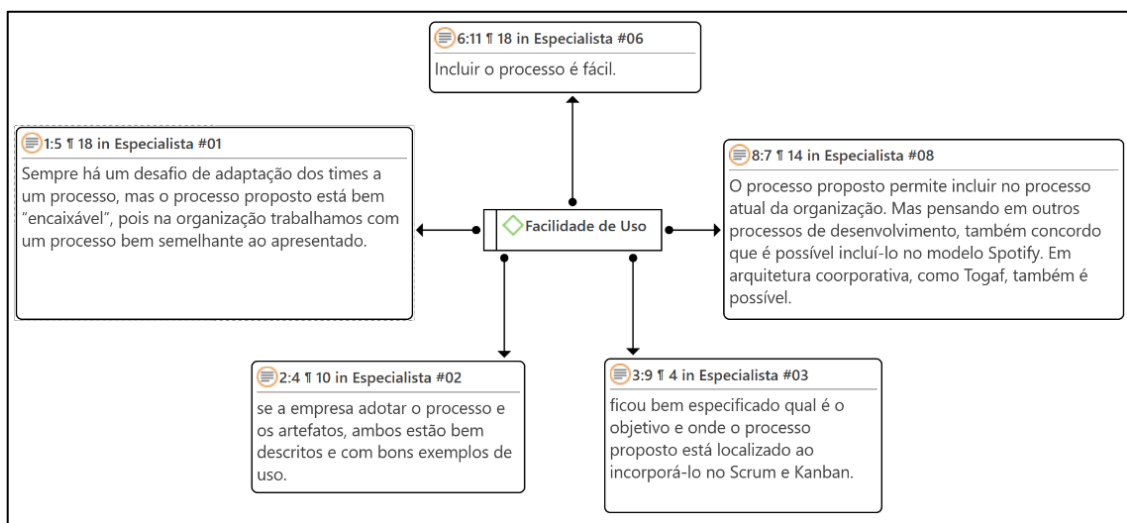 6:11 ¶ 18 in Especialista #06
Incluir o processo é fácil.
1:5 ¶ 18 in Especialista #01
Sempre há um desafio de adaptação dos times a
um processo, mas o processo proposto está bem
“encaixável”, pois na organização trabalhamos com
um processo bem semelhante ao apresentado.
8:7 ¶ 14 in Especialista #08
O processo proposto permite incluir no processo
atual da organização. Mas pensando em outros
processos de desenvolvimento, também concordo
que é possível incluí-lo no modelo Spotify. Em
arquitetura coorporativa, como Togaf, também é
possível.
Facilidade de Uso
2:4 ¶ 10 in Especialista #02
se a empresa adotar o processo e
os artefatos, ambos estão bem
descritos e com bons exemplos de
uso.
3:9 ¶ 4 in Especialista #03
ficou bem especificado qual é o
objetivo e onde o processo
proposto está localizado ao
incorporá-lo no Scrum e Kanban.